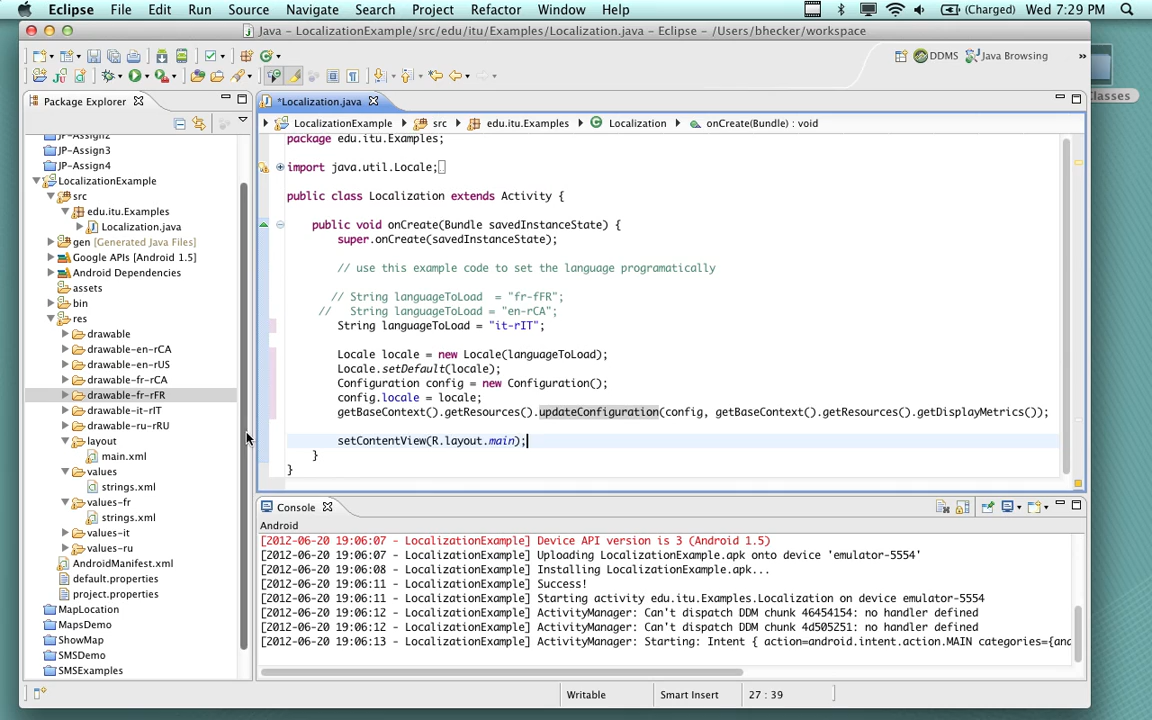 Eclipse File Edit Run Source Navigate Search Project Refactor Window Help (Charged) Wed 7:29 PM
Java – LocalizationExample/src/edu/itu/Examples/Localization.java – Eclipse – /Users/bhecker/workspace
DDMS Java Browsing »
Classes
Package Explorer
JP-Assign2
JP-Assign3
JP-Assign4
LocalizationExample
src
edu.itu.Examples
Localization.java
gen [Generated Java Files]
Google APIs [Android 1.5]
Android Dependencies
assets
bin
res
drawable
drawable-en-rCA
drawable-en-rUS
drawable-fr-rCA
drawable-fr-rFR
drawable-it-rIT
drawable-ru-rRU
layout
main.xml
values
strings.xml
values-fr
strings.xml
values-it
values-ru
AndroidManifest.xml
default.properties
project.properties
MapLocation
MapsDemo
ShowMap
SMSDemo
SMSExamples
*Localization.java
LocalizationExample src edu.itu.Examples Localization onCreate(Bundle) : void
package edu.itu.Examples;
import java.util.Locale;
public class Localization extends Activity {
public void onCreate(Bundle savedInstanceState) {
super.onCreate(savedInstanceState);
// use this example code to set the language programatically
// String languageToLoad  = "fr-fFR";
//   String languageToLoad = "en-rCA";
String languageToLoad = "it-rIT";
Locale locale = new Locale(languageToLoad);
Locale.setDefault(locale);
Configuration config = new Configuration();
config.locale = locale;
getBaseContext().getResources().updateConfiguration(config, getBaseContext().getResources().getDisplayMetrics());
setContentView(R.layout.main);
}
}
Console
Android
[2012-06-20 19:06:07 - LocalizationExample] Device API version is 3 (Android 1.5)
[2012-06-20 19:06:07 - LocalizationExample] Uploading LocalizationExample.apk onto device 'emulator-5554'
[2012-06-20 19:06:08 - LocalizationExample] Installing LocalizationExample.apk...
[2012-06-20 19:06:11 - LocalizationExample] Success!
[2012-06-20 19:06:11 - LocalizationExample] Starting activity edu.itu.Examples.Localization on device emulator-5554
[2012-06-20 19:06:12 - LocalizationExample] ActivityManager: Can't dispatch DDM chunk 46454154: no handler defined
[2012-06-20 19:06:12 - LocalizationExample] ActivityManager: Can't dispatch DDM chunk 4d505251: no handler defined
[2012-06-20 19:06:13 - LocalizationExample] ActivityManager: Starting: Intent { action=android.intent.action.MAIN categories={and
Writable Smart Insert 27 : 39